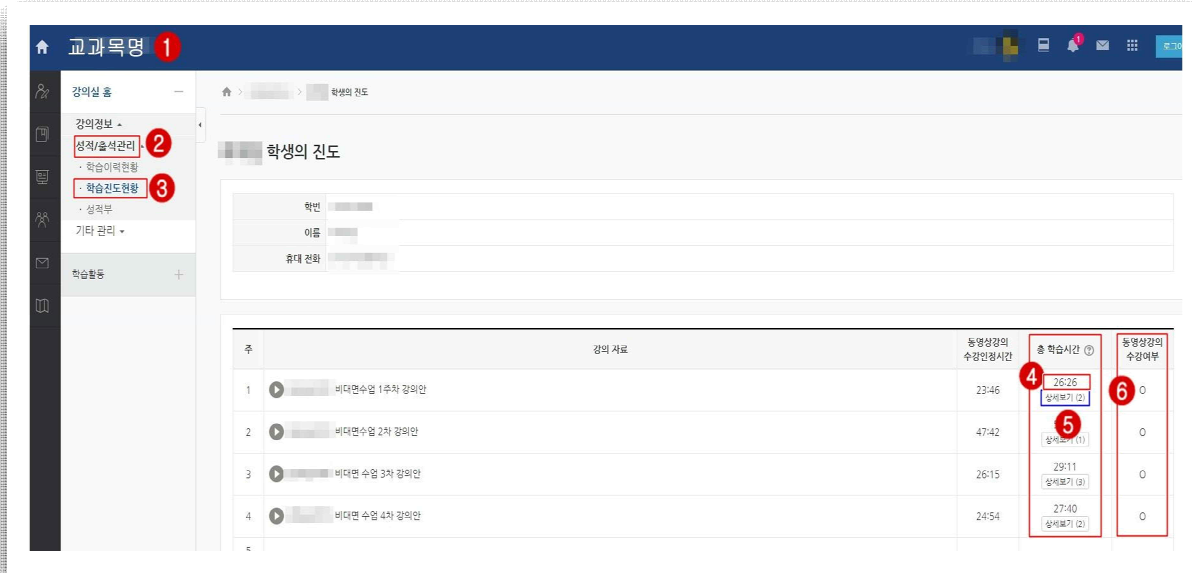 교과목명 1
1
로그아
강의실 홈
강의정보
성적/출석관리 2
· 학습이력현황
· 학습진도현황 3
· 성적부
기타 관리
학습활동
> > 학생의 진도
학생의 진도
학번
이름
휴대 전화
주 강의 자료 동영상강의 수강인정시간 총 학습시간 ? 동영상강의 수강여부
4 6
1 비대면수업 1주차 강의안 23:46 26:26 상세보기 (2) O
5
2 비대면수업 2차 강의안 47:42 (1) O
3 비대면 수업 3차 강의안 26:15 29:11 상세보기 (3) O
4 비대면 수업 4차 강의안 24:54 27:40 상세보기 (2) O
5